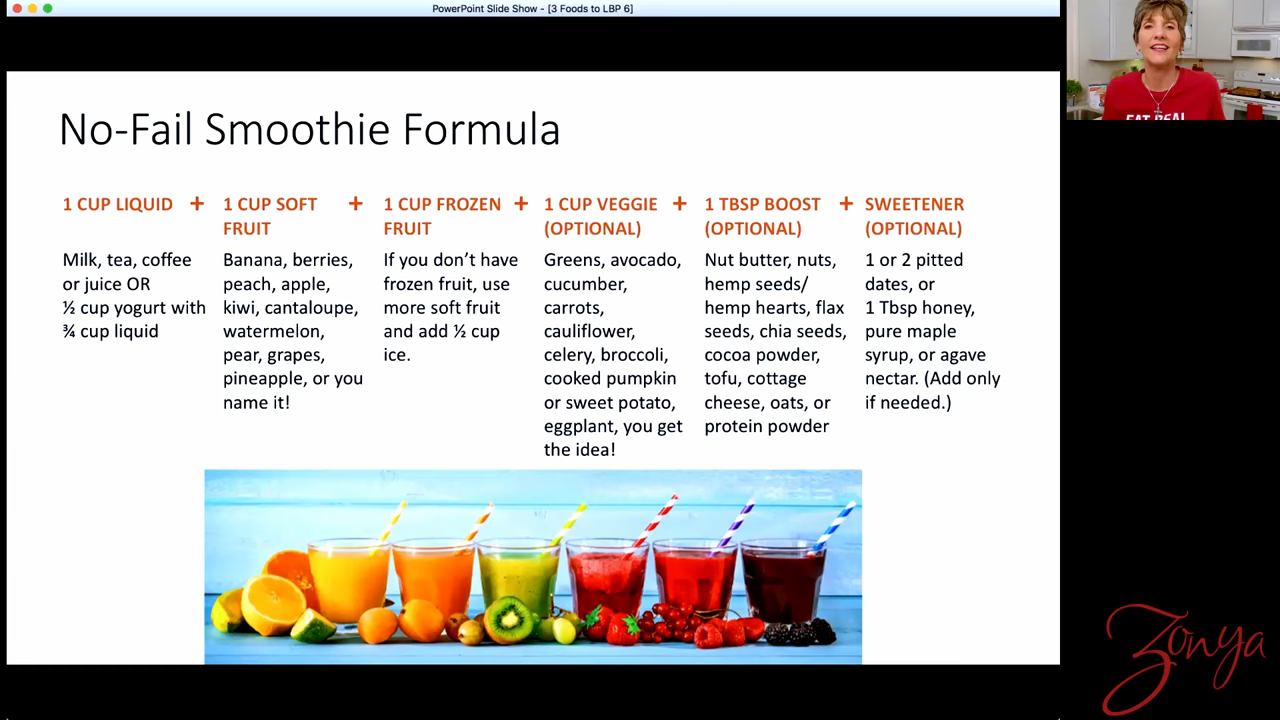 PowerPoint Slide Show - [3 Foods to LBP 6]
EAT REAL
No-Fail Smoothie Formula
1 CUP LIQUID +
Milk, tea, coffee
or juice OR
½ cup yogurt with
¾ cup liquid
1 CUP SOFT +
FRUIT
Banana, berries,
peach, apple,
kiwi, cantaloupe,
watermelon,
pear, grapes,
pineapple, or you
name it!
1 CUP FROZEN +
FRUIT
If you don’t have
frozen fruit, use
more soft fruit
and add ½ cup
ice.
1 CUP VEGGIE +
(OPTIONAL)
Greens, avocado,
cucumber,
carrots,
cauliflower,
celery, broccoli,
cooked pumpkin
or sweet potato,
eggplant, you get
the idea!
1 TBSP BOOST +
(OPTIONAL)
Nut butter, nuts,
hemp seeds/
hemp hearts, flax
seeds, chia seeds,
cocoa powder,
tofu, cottage
cheese, oats, or
protein powder
SWEETENER
(OPTIONAL)
1 or 2 pitted
dates, or
1 Tbsp honey,
pure maple
syrup, or agave
nectar. (Add only
if needed.)
Zonya